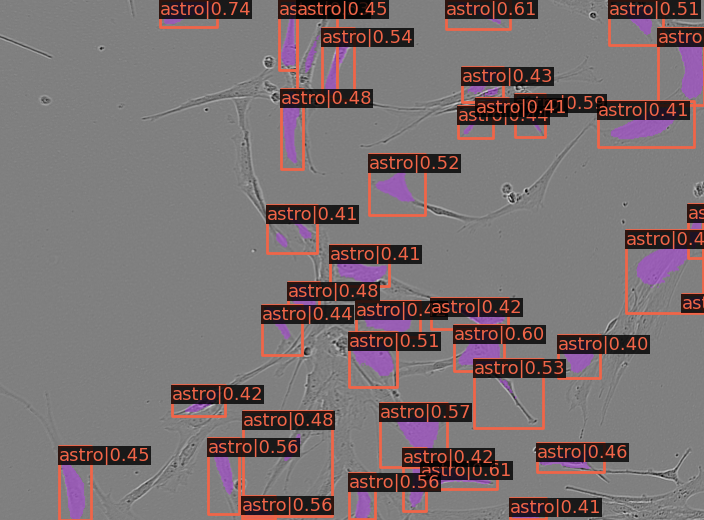 astro|0.74
astro|0.45
astro|0.61
astro|0.51
astro|0.54
astro|0.43
astro|0.48
astro|0.41
astro|0.41
astro|0.52
astro|0.41
astro|0.41
astro|0.48
astro|0.44
astro|0.42
astro|0.51
astro|0.60
astro|0.40
astro|0.53
astro|0.42
astro|0.57
astro|0.48
astro|0.56
astro|0.45
astro|0.42
astro|0.46
astro|0.61
astro|0.56
astro|0.56
astro|0.41